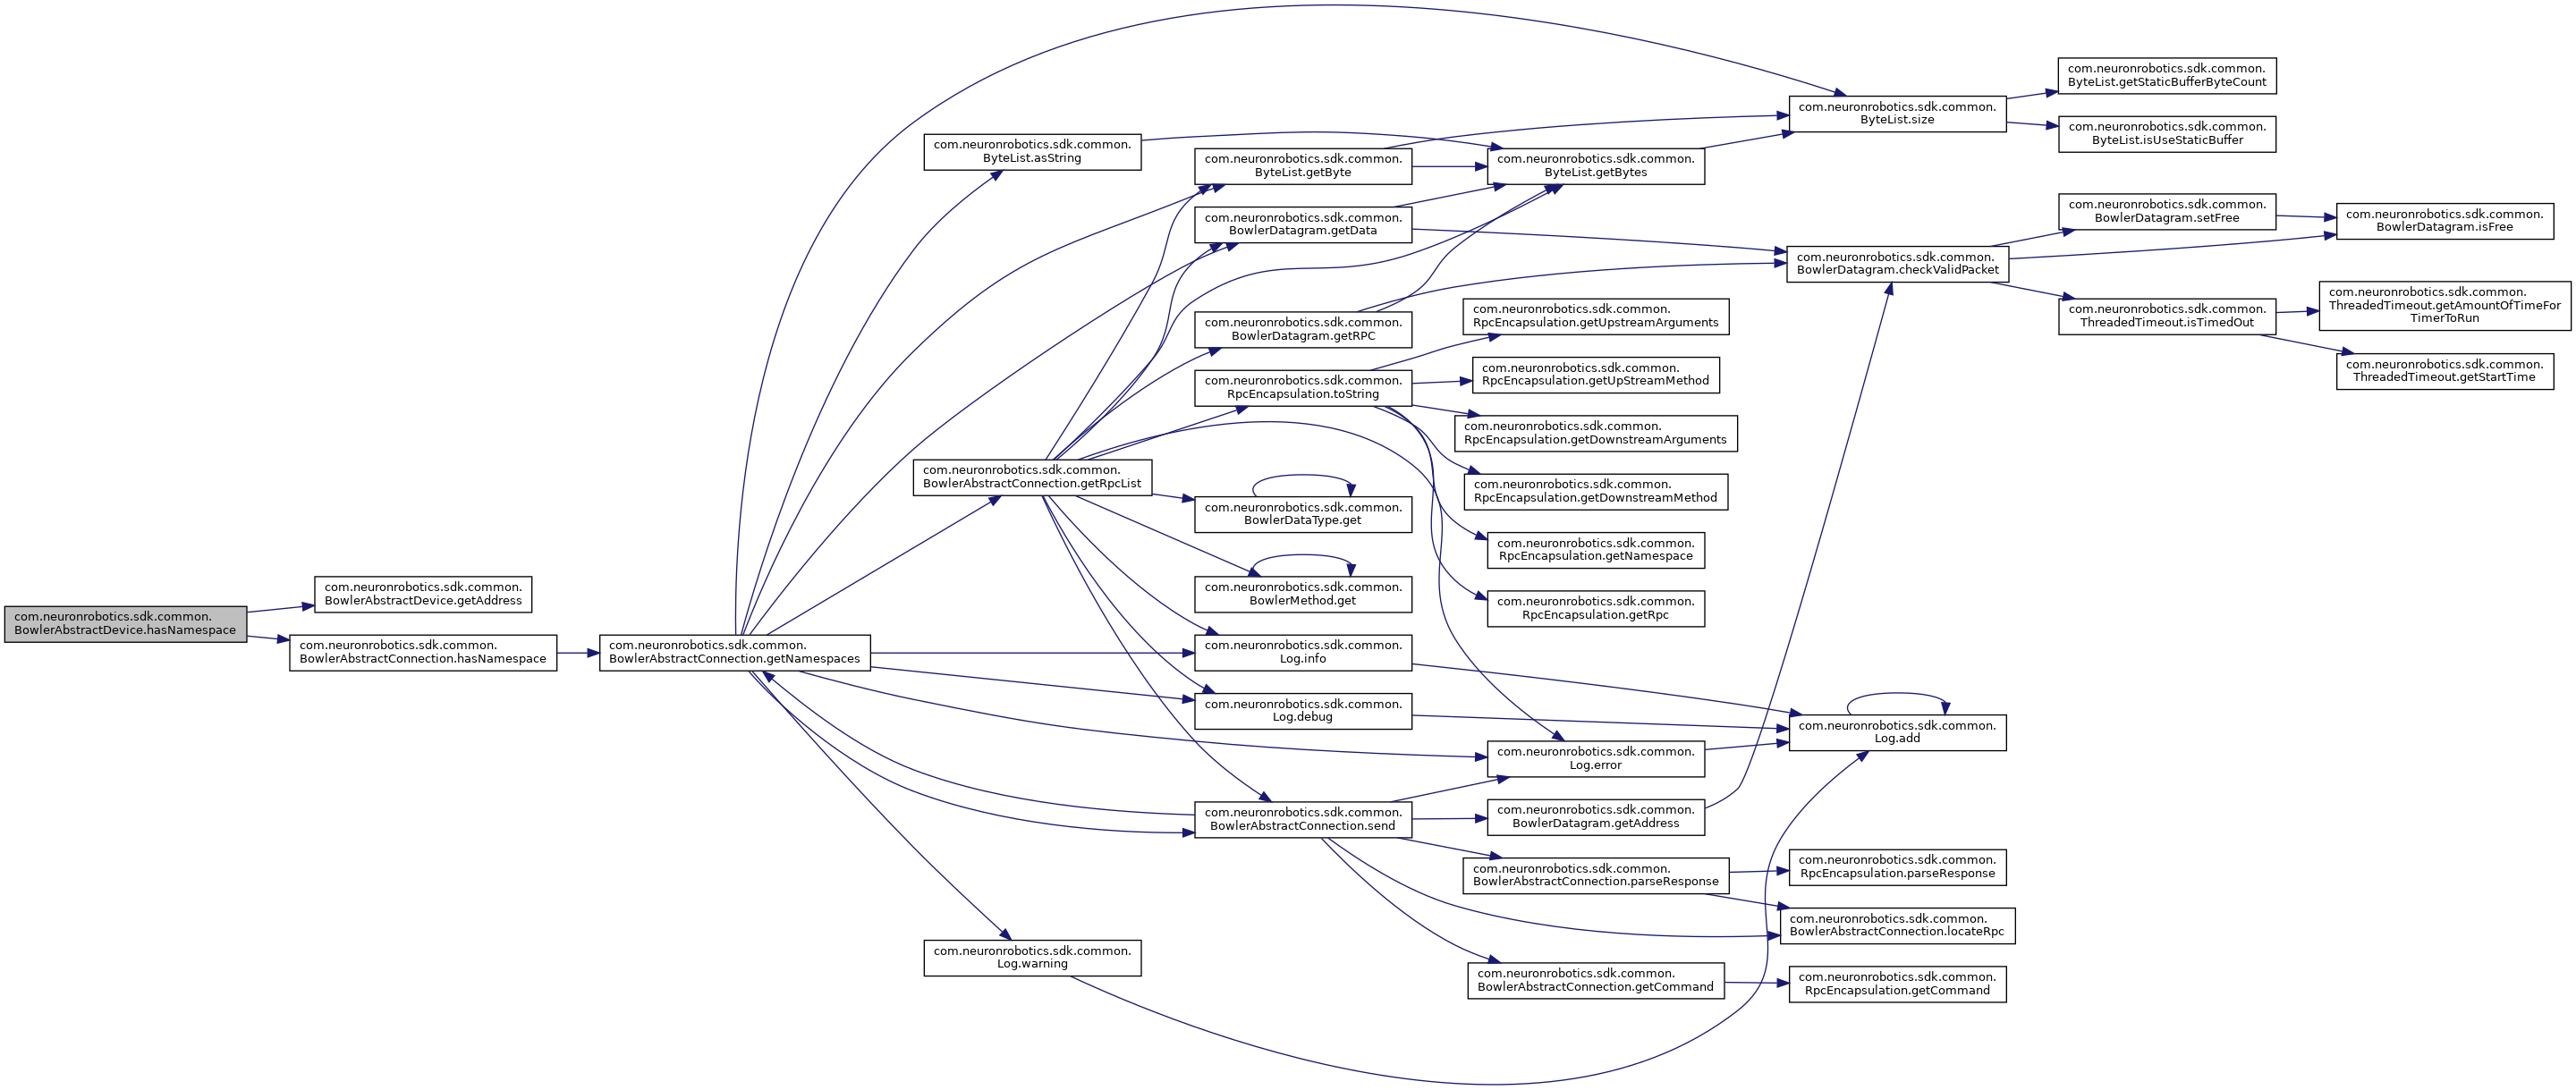 com.neuronrobotics.sdk.common.
BowlerAbstractDevice.hasNamespace
com.neuronrobotics.sdk.common.
BowlerAbstractDevice.getAddress
com.neuronrobotics.sdk.common.
BowlerAbstractConnection.hasNamespace
com.neuronrobotics.sdk.common.
BowlerAbstractConnection.getNamespaces
com.neuronrobotics.sdk.common.
ByteList.asString
com.neuronrobotics.sdk.common.
BowlerAbstractConnection.getRpcList
com.neuronrobotics.sdk.common.
Log.warning
com.neuronrobotics.sdk.common.
ByteList.getByte
com.neuronrobotics.sdk.common.
BowlerDatagram.getData
com.neuronrobotics.sdk.common.
BowlerDatagram.getRPC
com.neuronrobotics.sdk.common.
RpcEncapsulation.toString
com.neuronrobotics.sdk.common.
BowlerDataType.get
com.neuronrobotics.sdk.common.
BowlerMethod.get
com.neuronrobotics.sdk.common.
Log.info
com.neuronrobotics.sdk.common.
Log.debug
com.neuronrobotics.sdk.common.
BowlerAbstractConnection.send
com.neuronrobotics.sdk.common.
ByteList.getBytes
com.neuronrobotics.sdk.common.
RpcEncapsulation.getUpstreamArguments
com.neuronrobotics.sdk.common.
RpcEncapsulation.getUpStreamMethod
com.neuronrobotics.sdk.common.
RpcEncapsulation.getDownstreamArguments
com.neuronrobotics.sdk.common.
RpcEncapsulation.getDownstreamMethod
com.neuronrobotics.sdk.common.
RpcEncapsulation.getNamespace
com.neuronrobotics.sdk.common.
RpcEncapsulation.getRpc
com.neuronrobotics.sdk.common.
Log.error
com.neuronrobotics.sdk.common.
BowlerDatagram.getAddress
com.neuronrobotics.sdk.common.
BowlerAbstractConnection.parseResponse
com.neuronrobotics.sdk.common.
BowlerAbstractConnection.getCommand
com.neuronrobotics.sdk.common.
ByteList.size
com.neuronrobotics.sdk.common.
BowlerDatagram.checkValidPacket
com.neuronrobotics.sdk.common.
Log.add
com.neuronrobotics.sdk.common.
RpcEncapsulation.parseResponse
com.neuronrobotics.sdk.common.
BowlerAbstractConnection.locateRpc
com.neuronrobotics.sdk.common.
RpcEncapsulation.getCommand
com.neuronrobotics.sdk.common.
ByteList.getStaticBufferByteCount
com.neuronrobotics.sdk.common.
ByteList.isUseStaticBuffer
com.neuronrobotics.sdk.common.
BowlerDatagram.setFree
com.neuronrobotics.sdk.common.
ThreadedTimeout.isTimedOut
com.neuronrobotics.sdk.common.
BowlerDatagram.isFree
com.neuronrobotics.sdk.common.
ThreadedTimeout.getAmountOfTimeFor
TimerToRun
com.neuronrobotics.sdk.common.
ThreadedTimeout.getStartTime